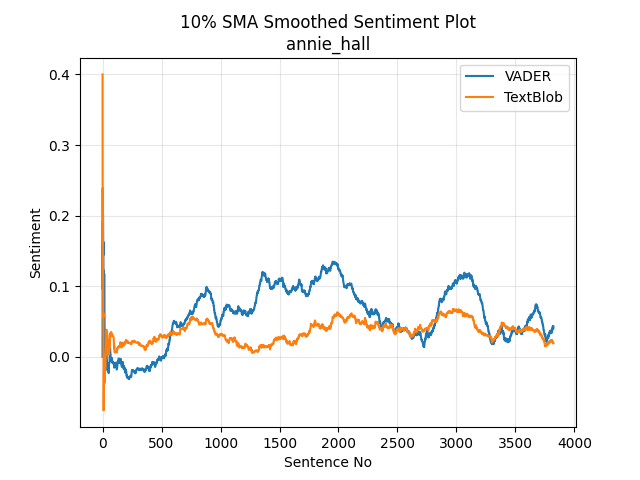 10% SMA Smoothed Sentiment Plot
annie_hall
VADER
TextBlob
Sentiment
0.4
0.3
0.2
0.1
0.0
0
500
1000
1500
2000
2500
3000
3500
4000
Sentence No